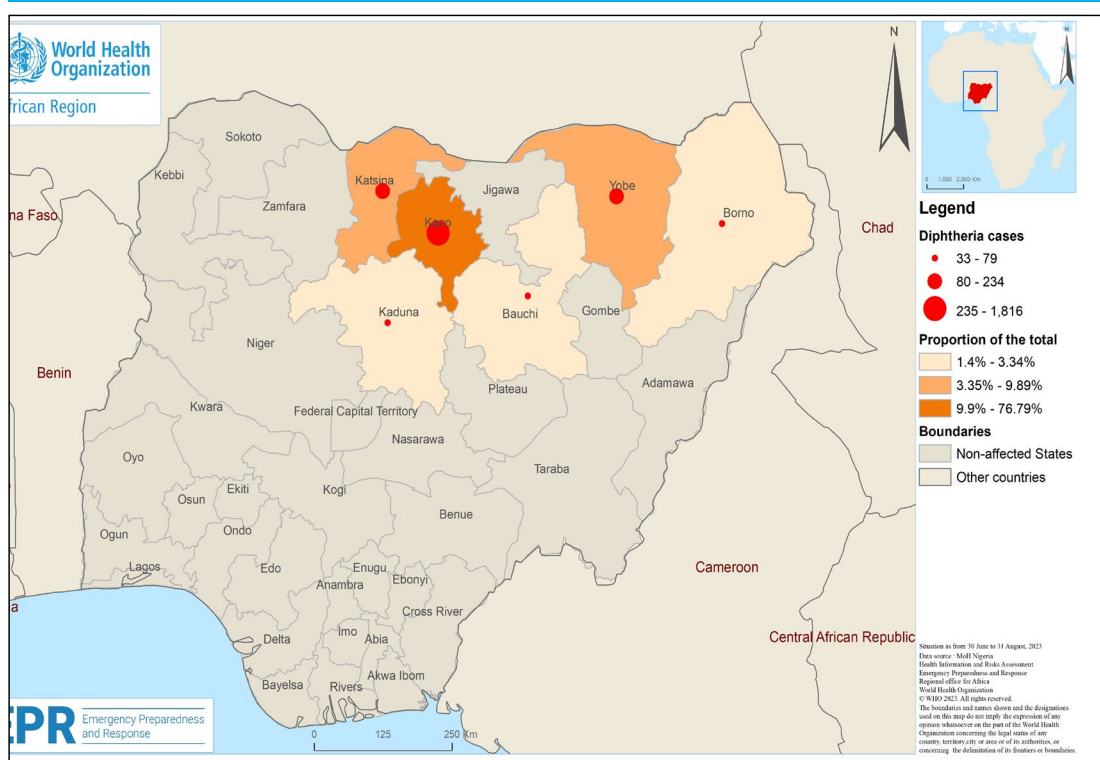 World Health
Organization
frican Region
N
N
0 1,000 2,000 Km
Sokoto
Kebbi
Zamfara
Katsina
Kano
Jigawa
Yobe
Borno
na Faso
Chad
Kaduna
Bauchi
Gombe
Niger
Benin
Plateau
Adamawa
Kwara
Federal Capital Territory
Nasarawa
Oyo
Taraba
Osun
Ekiti
Kogi
Benue
Ogun
Ondo
Lagos
Edo
Enugu
Ebonyi
Anambra
Cameroon
Cross River
a
Delta
Imo
Abia
Central African Republic
Akwa Ibom
Bayelsa
Rivers
EPR
Emergency Preparedness
and Response
0 125 250 Km
Legend
Diphtheria cases
33 - 79
80 - 234
235 - 1,816
Proportion of the total
1.4% - 3.34%
3.35% - 9.89%
9.9% - 76.79%
Boundaries
Non-affected States
Other countries
Situation as from 30 June to 31 August, 2023
Data source : MoH Nigeria
Health Information and Risks Assessment
Emergency Preparedness and Response
Regional office for Africa
World Health Organization
© WHO 2023. All rights reserved.
The boundaries and names shown and the designations
used on this map do not imply the expression of any
opinion whatsoever on the part of the World Health
Organization concerning the legal status of any
country, territory,city or area or of its authorities, or
concerning the delimitation of its frontiers or boundaries.